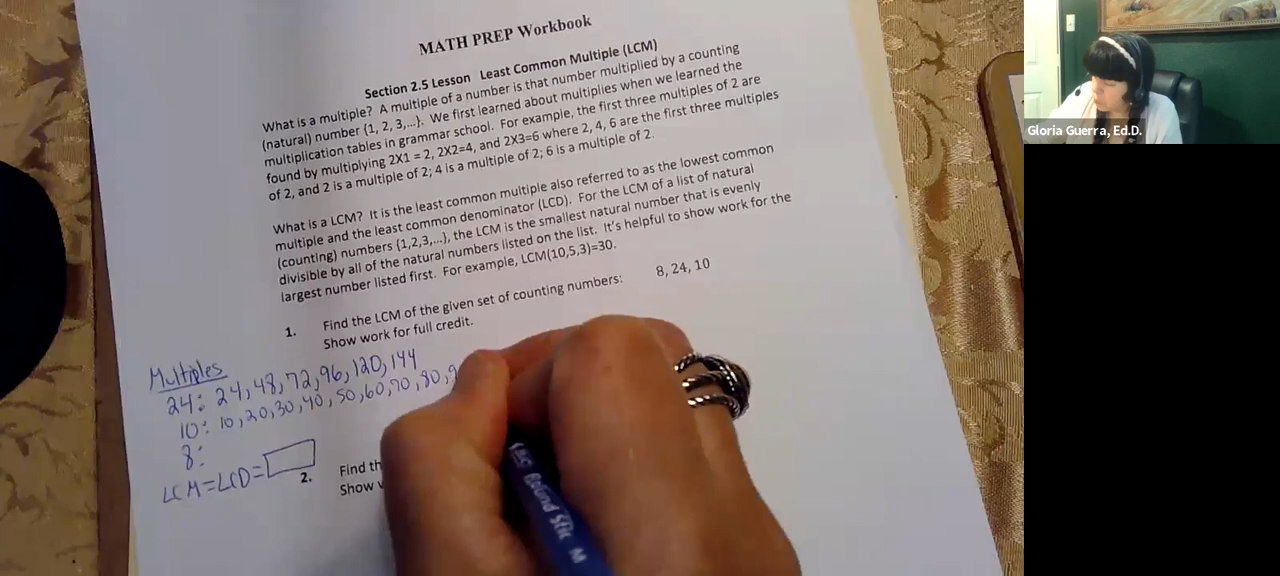 MATH PREP Workbook
Section 2.5 Lesson Least Common Multiple (LCM)
What is a multiple? A multiple of a number is that number multiplied by a counting
(natural) number {1, 2, 3,...}. We first learned about multiplies when we learned the
multiplication tables in grammar school. For example, the first three multiples of 2 are
found by multiplying 2X1 = 2, 2X2=4, and 2X3=6 where 2, 4, 6 are the first three multiples
of 2, and 2 is a multiple of 2; 4 is a multiple of 2; 6 is a multiple of 2.
What is a LCM? It is the least common multiple also referred to as the lowest common
multiple and the least common denominator (LCD). For the LCM of a list of natural
(counting) numbers {1,2,3,...}, the LCM is the smallest natural number that is evenly
divisible by all of the natural numbers listed on the list. It's helpful to show work for the
largest number listed first. For example, LCM(10,5,3)=30.
1. Find the LCM of the given set of counting numbers: 8, 24, 10
Show work for full credit.
Multiples
24: 24, 48, 72, 96, 120, 144
10: 10, 20, 30, 40, 50, 60, 70, 80,
8:
LCM=LCD=
2. Find
Show
Gloria Guerra, Ed.D.
Round Stic M